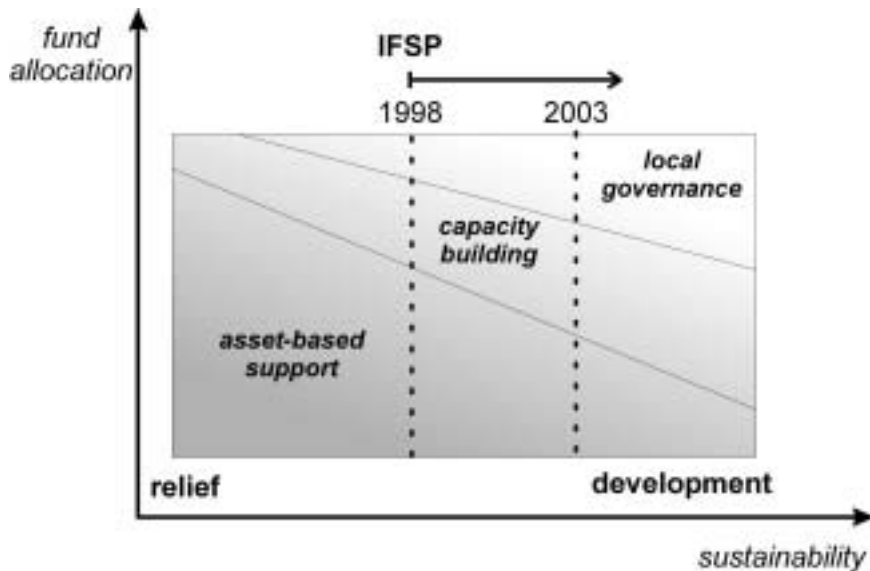 fund
allocation
IFSP
1998
2003
local
governance
capacity
building
asset-based
support
relief
development
sustainability